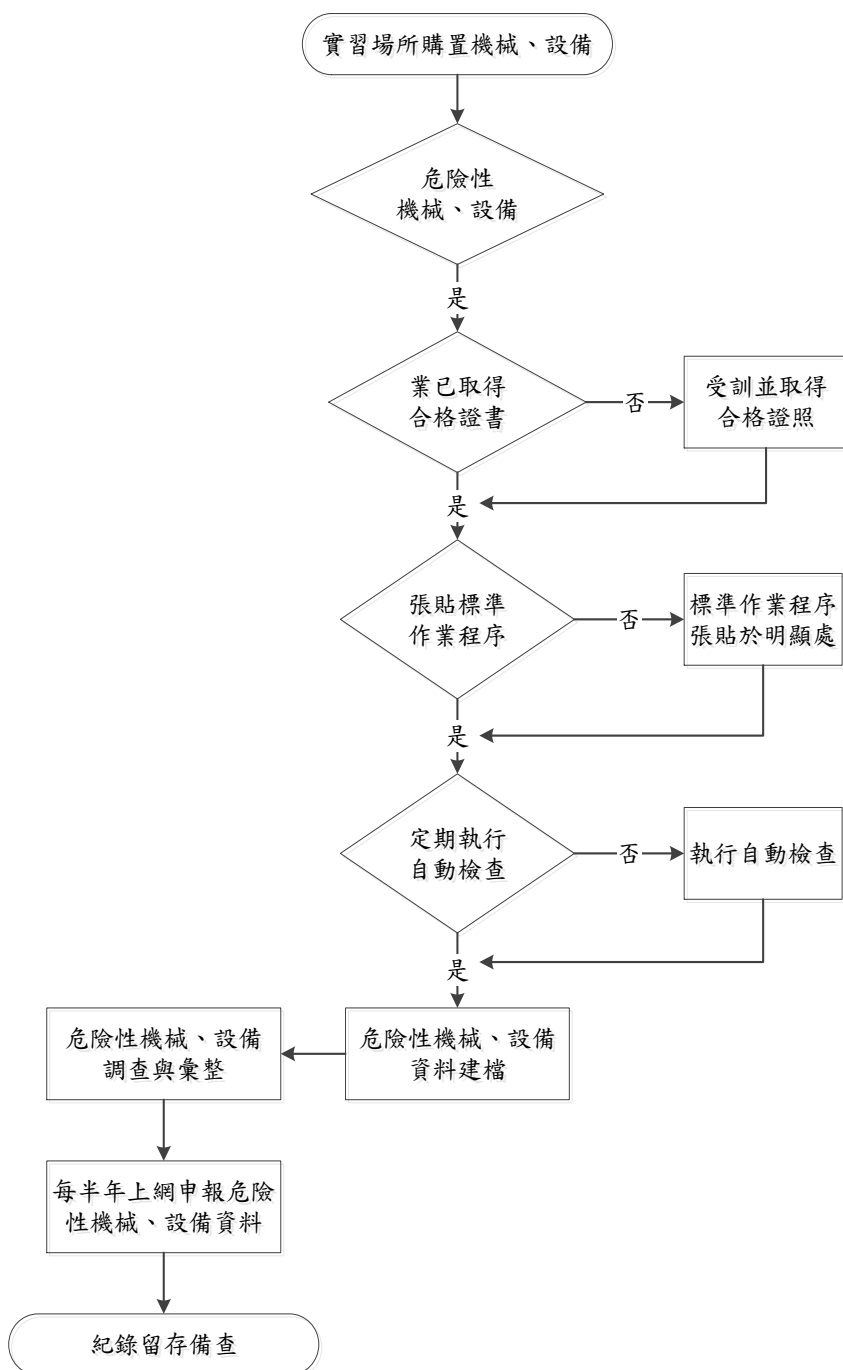 實習場所購置機械、設備
危險性
機械、設備
是
業已取得
合格證書
否
受訓並取得
合格證照
是
張貼標準
作業程序
否
標準作業程序
張貼於明顯處
是
定期執行
自動檢查
否
執行自動檢查
是
危險性機械、設備
資料建檔
危險性機械、設備
調查與彙整
每半年上網申報危險
性機械、設備資料
紀錄留存備查